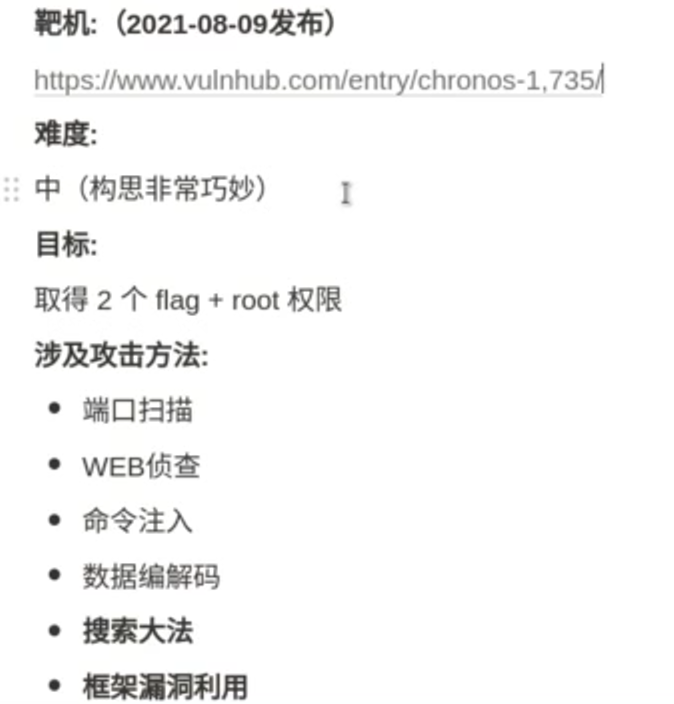 靶机:（2021-08-09发布）
https://www.vulnhub.com/entry/chronos-1,735/
难度:
中（构思非常巧妙）
目标:
取得 2 个 flag + root 权限
涉及攻击方法:
• 端口扫描
• WEB侦查
• 命令注入
• 数据编解码
• 搜索大法
• 框架漏洞利用